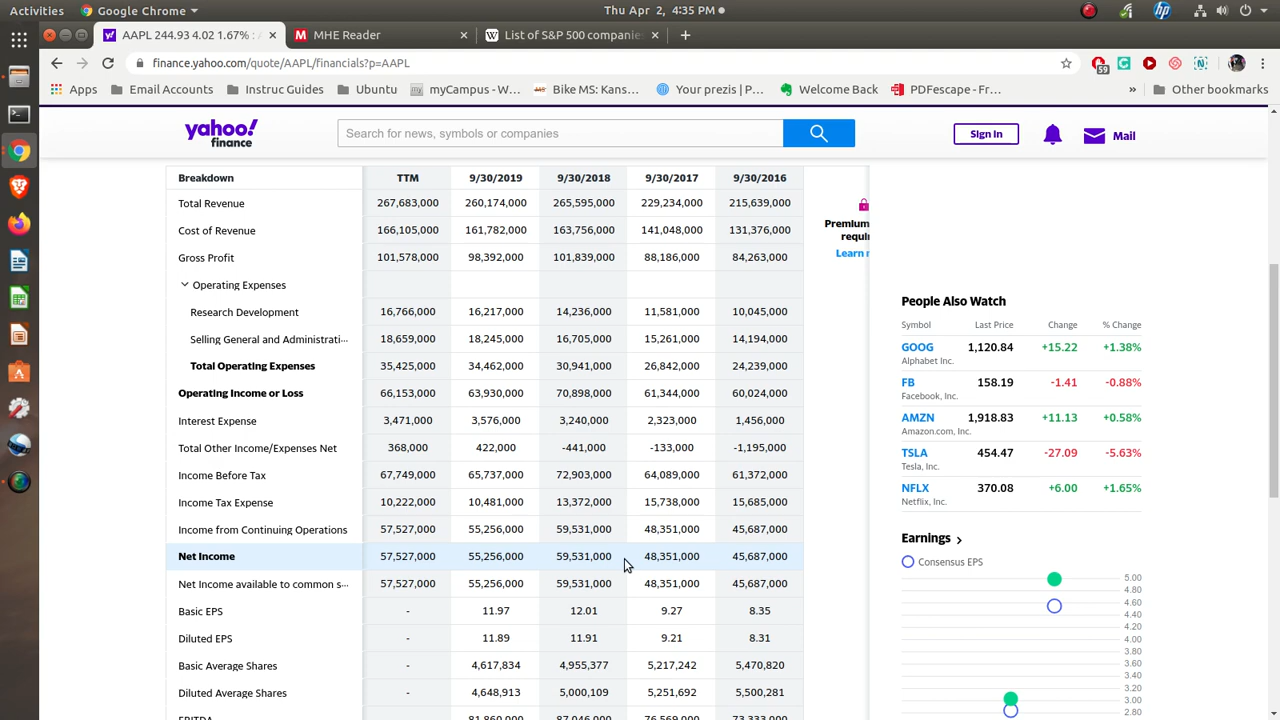 Activities Google Chrome Thu Apr 2, 4:35 PM
AAPL 244.93 4.02 1.67% : MHE Reader List of S&P 500 companies
finance.yahoo.com/quote/AAPL/financials?p=AAPL 59
Apps Email Accounts Instruc Guides Ubuntu myCampus - W... Bike MS: Kans... Your prezis | P... Welcome Back PDFescape - Fr... » Other bookmarks
yahoo! finance Search for news, symbols or companies Sign In Mail
Breakdown TTM 9/30/2019 9/30/2018 9/30/2017 9/30/2016
Total Revenue 267,683,000 260,174,000 265,595,000 229,234,000 215,639,000
Cost of Revenue 166,105,000 161,782,000 163,756,000 141,048,000 131,376,000
Gross Profit 101,578,000 98,392,000 101,839,000 88,186,000 84,263,000
Operating Expenses
Research Development 16,766,000 16,217,000 14,236,000 11,581,000 10,045,000
Selling General and Administrati... 18,659,000 18,245,000 16,705,000 15,261,000 14,194,000
Total Operating Expenses 35,425,000 34,462,000 30,941,000 26,842,000 24,239,000
Operating Income or Loss 66,153,000 63,930,000 70,898,000 61,344,000 60,024,000
Interest Expense 3,471,000 3,576,000 3,240,000 2,323,000 1,456,000
Total Other Income/Expenses Net 368,000 422,000 -441,000 -133,000 -1,195,000
Income Before Tax 67,749,000 65,737,000 72,903,000 64,089,000 61,372,000
Income Tax Expense 10,222,000 10,481,000 13,372,000 15,738,000 15,685,000
Income from Continuing Operations 57,527,000 55,256,000 59,531,000 48,351,000 45,687,000
Net Income 57,527,000 55,256,000 59,531,000 48,351,000 45,687,000
Net Income available to common s... 57,527,000 55,256,000 59,531,000 48,351,000 45,687,000
Basic EPS - 11.97 12.01 9.27 8.35
Diluted EPS - 11.89 11.91 9.21 8.31
Basic Average Shares - 4,617,834 4,955,377 5,217,242 5,470,820
Diluted Average Shares - 4,648,913 5,000,109 5,251,692 5,500,281
EBITDA 81,860,000 87,046,000 76,569,000 73,333,000
Premium
requi
Learn
People Also Watch
Symbol Last Price Change % Change
GOOG 1,120.84 +15.22 +1.38%
Alphabet Inc.
FB 158.19 -1.41 -0.88%
Facebook, Inc.
AMZN 1,918.83 +11.13 +0.58%
Amazon.com, Inc.
TSLA 454.47 -27.09 -5.63%
Tesla, Inc.
NFLX 370.08 +6.00 +1.65%
Netflix, Inc.
Earnings
Consensus EPS
5.00
4.80
4.60
4.40
4.20
4.00
3.80
3.60
3.40
3.20
3.00
2.80